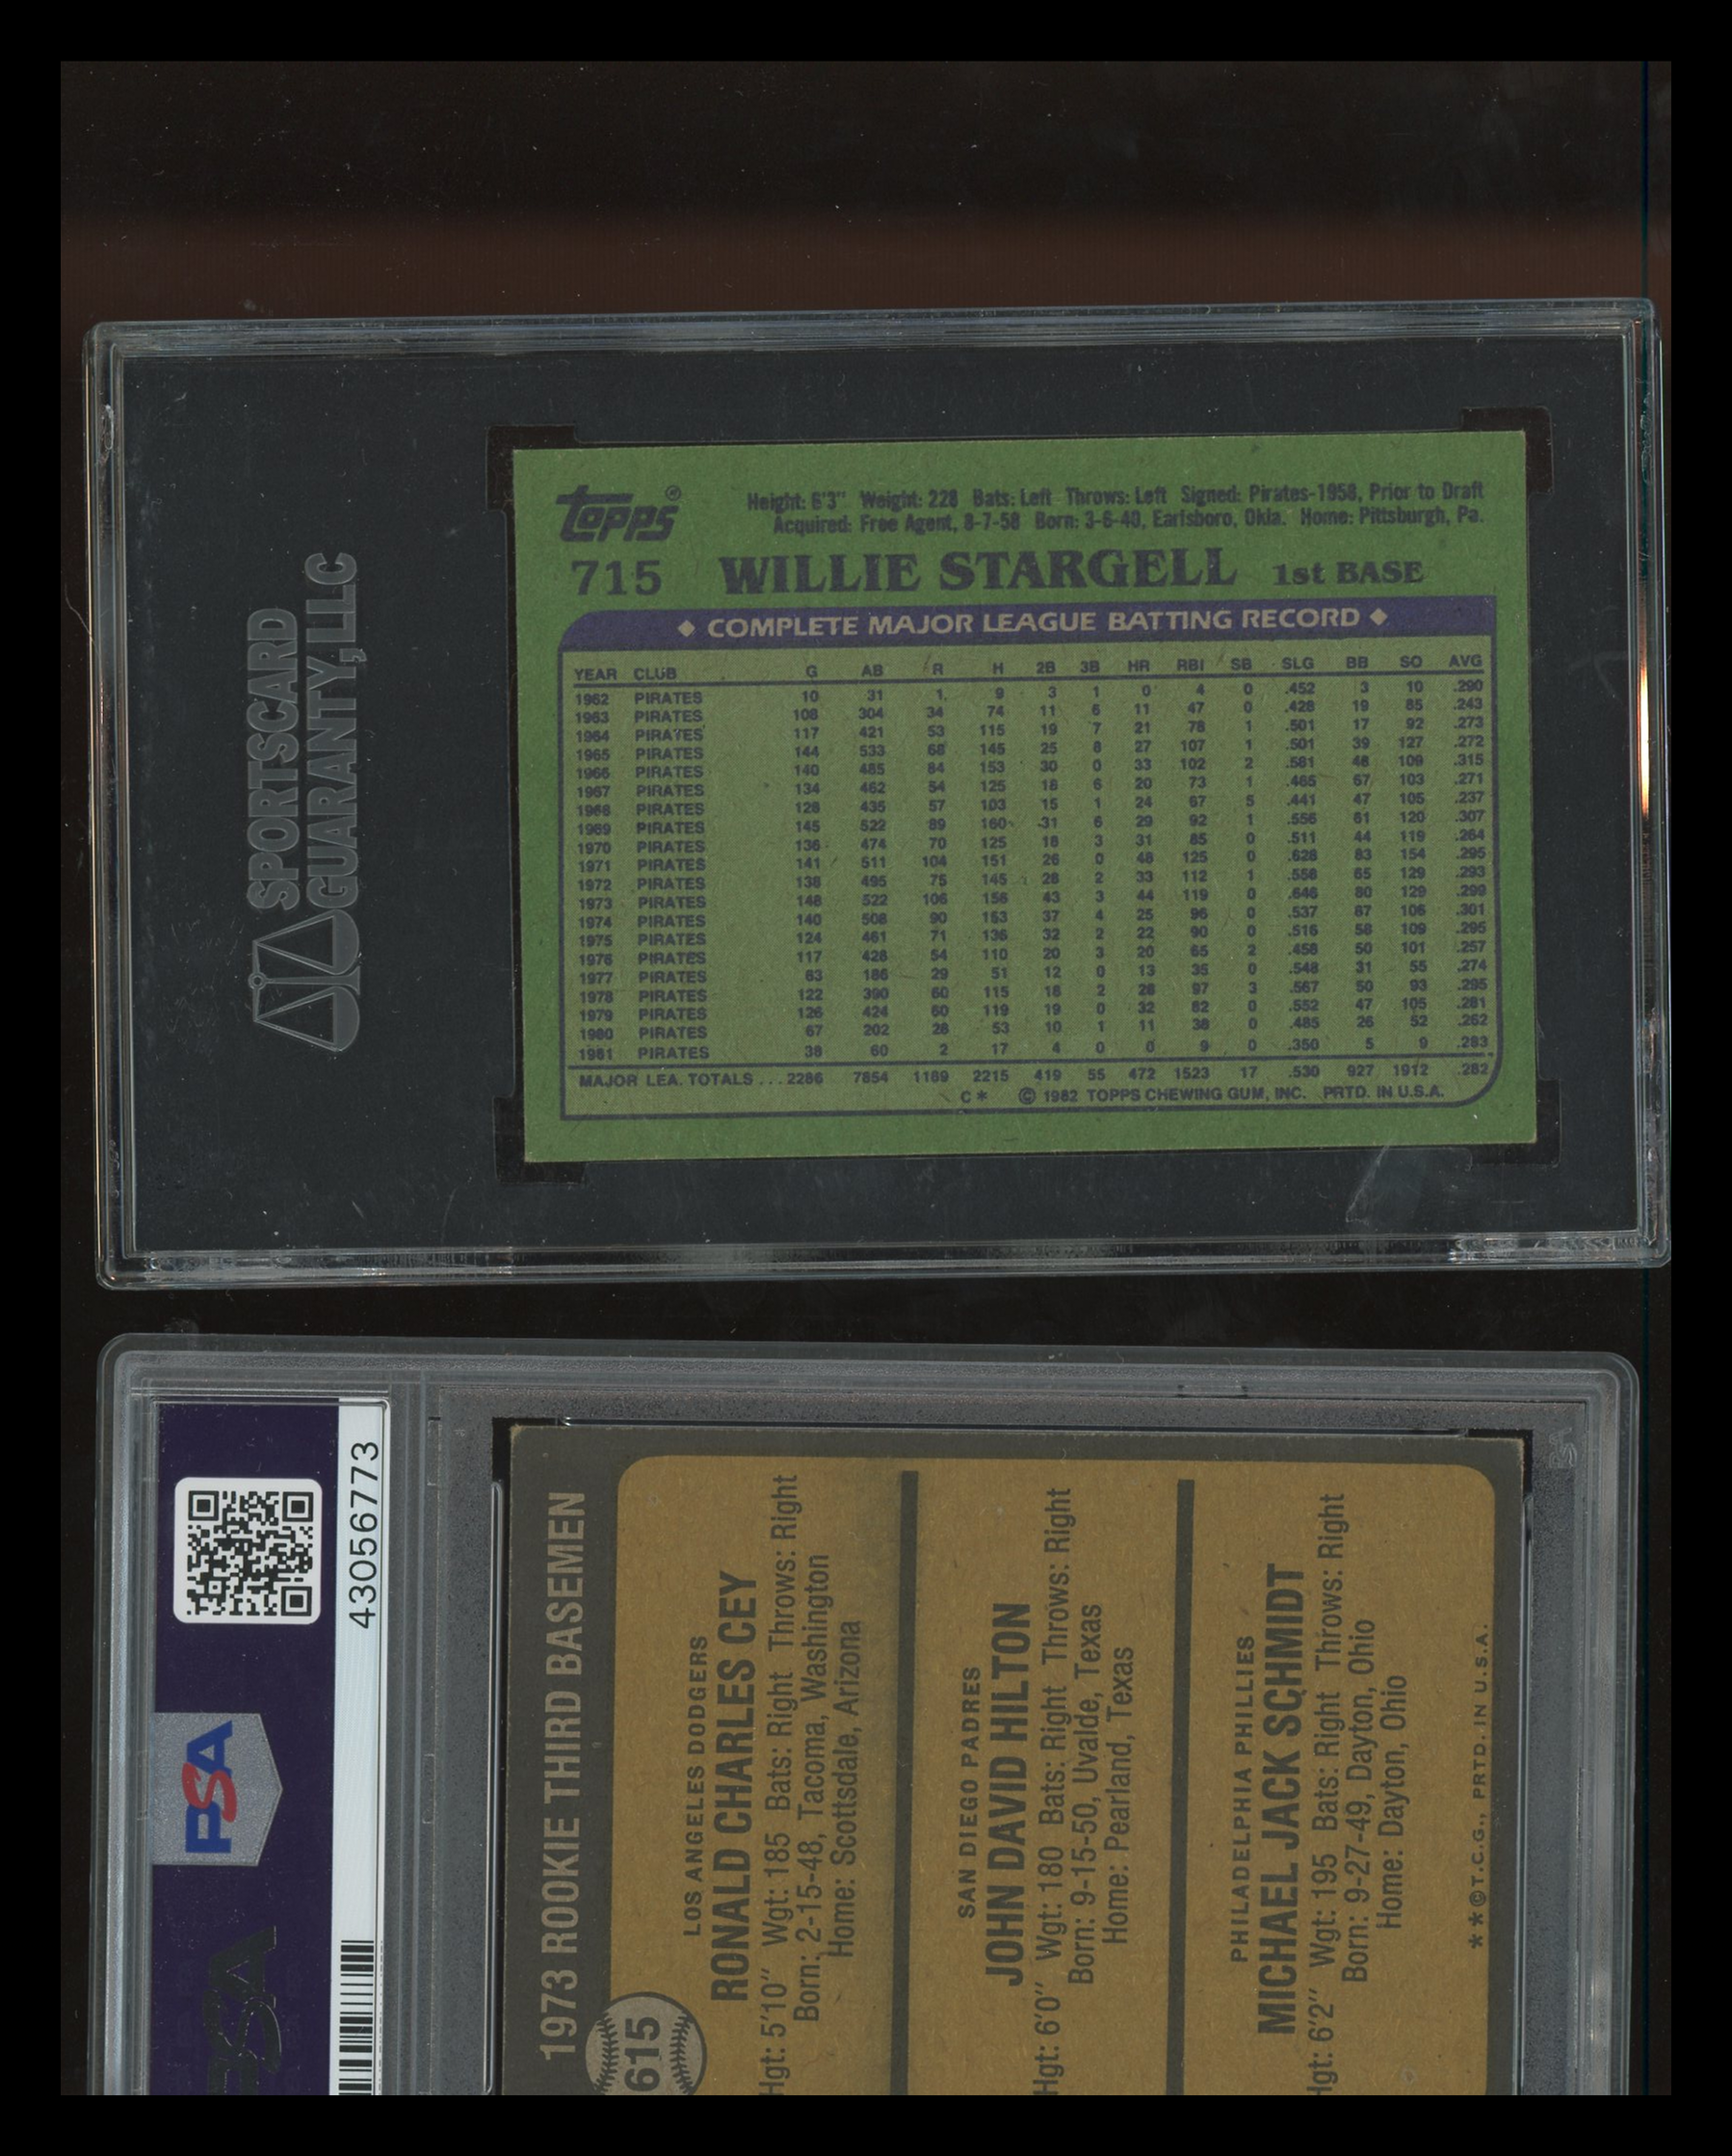 SPORTSCARD
GUARANTY,LLC
Topps®
Height: 6'3" Weight: 228 Bats: Left Throws: Left Signed: Pirates-1958, Prior to Draft
Acquired: Free Agent, 8-7-58 Born: 3-6-40, Earlsboro, Okla. Home: Pittsburgh, Pa.
715 WILLIE STARGELL 1st BASE
◆ COMPLETE MAJOR LEAGUE BATTING RECORD ◆
YEAR CLUB G AB R H 2B 3B HR RBI SB SLG BB SO AVG
1962 PIRATES 10 31 1 9 3 1 0 4 0 .452 3 10 .290
1963 PIRATES 108 304 34 74 11 6 11 47 0 .428 19 85 .243
1964 PIRATES 117 421 53 115 19 7 21 78 1 .501 17 92 .273
1965 PIRATES 144 533 68 145 25 8 27 107 1 .501 39 127 .272
1966 PIRATES 140 485 84 153 30 0 33 102 2 .581 48 109 .315
1967 PIRATES 134 462 54 125 18 6 20 73 1 .465 67 103 .271
1968 PIRATES 128 435 57 103 15 1 24 67 5 .441 47 105 .237
1969 PIRATES 145 522 89 160 31 6 29 92 1 .556 61 120 .307
1970 PIRATES 136 474 70 125 18 3 31 85 0 .511 44 119 .264
1971 PIRATES 141 511 104 151 26 0 48 125 0 .628 83 154 .295
1972 PIRATES 138 495 75 145 28 2 33 112 1 .558 65 129 .293
1973 PIRATES 148 522 106 156 43 3 44 119 0 .646 80 129 .299
1974 PIRATES 140 508 90 153 37 4 25 96 0 .537 87 106 .301
1975 PIRATES 124 461 71 136 32 2 22 90 0 .516 58 109 .295
1976 PIRATES 117 428 54 110 20 3 20 65 2 .458 50 101 .257
1977 PIRATES 63 186 29 51 12 0 13 35 0 .548 31 55 .274
1978 PIRATES 122 390 60 115 18 2 28 97 3 .567 50 93 .295
1979 PIRATES 126 424 60 119 19 0 32 82 0 .552 47 105 .281
1980 PIRATES 67 202 28 53 10 1 11 38 0 .485 26 52 .262
1981 PIRATES 38 60 2 17 4 0 0 9 0 .350 5 9 .283
MAJOR LEA. TOTALS ... 2286 7854 1189 2215 419 55 472 1523 17 .530 927 1912 .282
C* © 1982 TOPPS CHEWING GUM, INC. PRTD. IN U.S.A.
PSA
43056773
PSA
1973 ROOKIE THIRD BASEMEN
615
LOS ANGELES DODGERS
RONALD CHARLES CEY
Hgt: 5'10" Wgt: 185 Bats: Right Throws: Right
Born: 2-15-48, Tacoma, Washington
Home: Scottsdale, Arizona
SAN DIEGO PADRES
JOHN DAVID HILTON
Hgt: 6'0" Wgt: 180 Bats: Right Throws: Right
Born: 9-15-50, Uvalde, Texas
Home: Pearland, Texas
PHILADELPHIA PHILLIES
MICHAEL JACK SCHMIDT
Hgt: 6'2" Wgt: 195 Bats: Right Throws: Right
Born: 9-27-49, Dayton, Ohio
Home: Dayton, Ohio
**©T.C.G., PRTD. IN U.S.A.
PSA